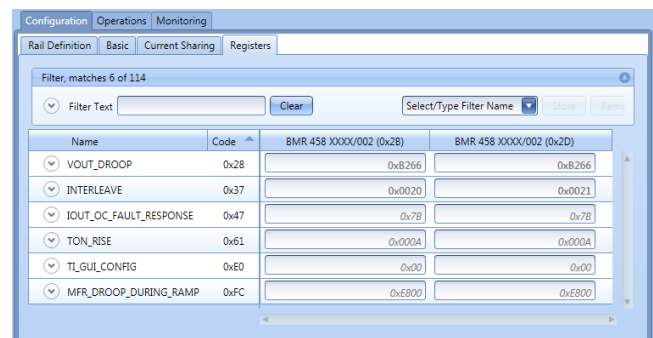 Configuration Operations Monitoring
Rail Definition Basic Current Sharing Registers
Filter, matches 6 of 114
Filter Text Clear Select/Type Filter Name Store
Name Code BMR 458 XXXX/002 (0x2B) BMR 458 XXXX/002 (0x2D)
VOUT_DROOP 0x28 0xB266 0xB266
INTERLEAVE 0x37 0x0020 0x0021
IOUT_OC_FAULT_RESPONSE 0x47 0x7B 0x7B
TON_RISE 0x61 0x000A 0x000A
TI_GUI_CONFIG 0xE0 0x00 0x00
MFR_DROOP_DURING_RAMP 0xFC 0xE800 0xE800